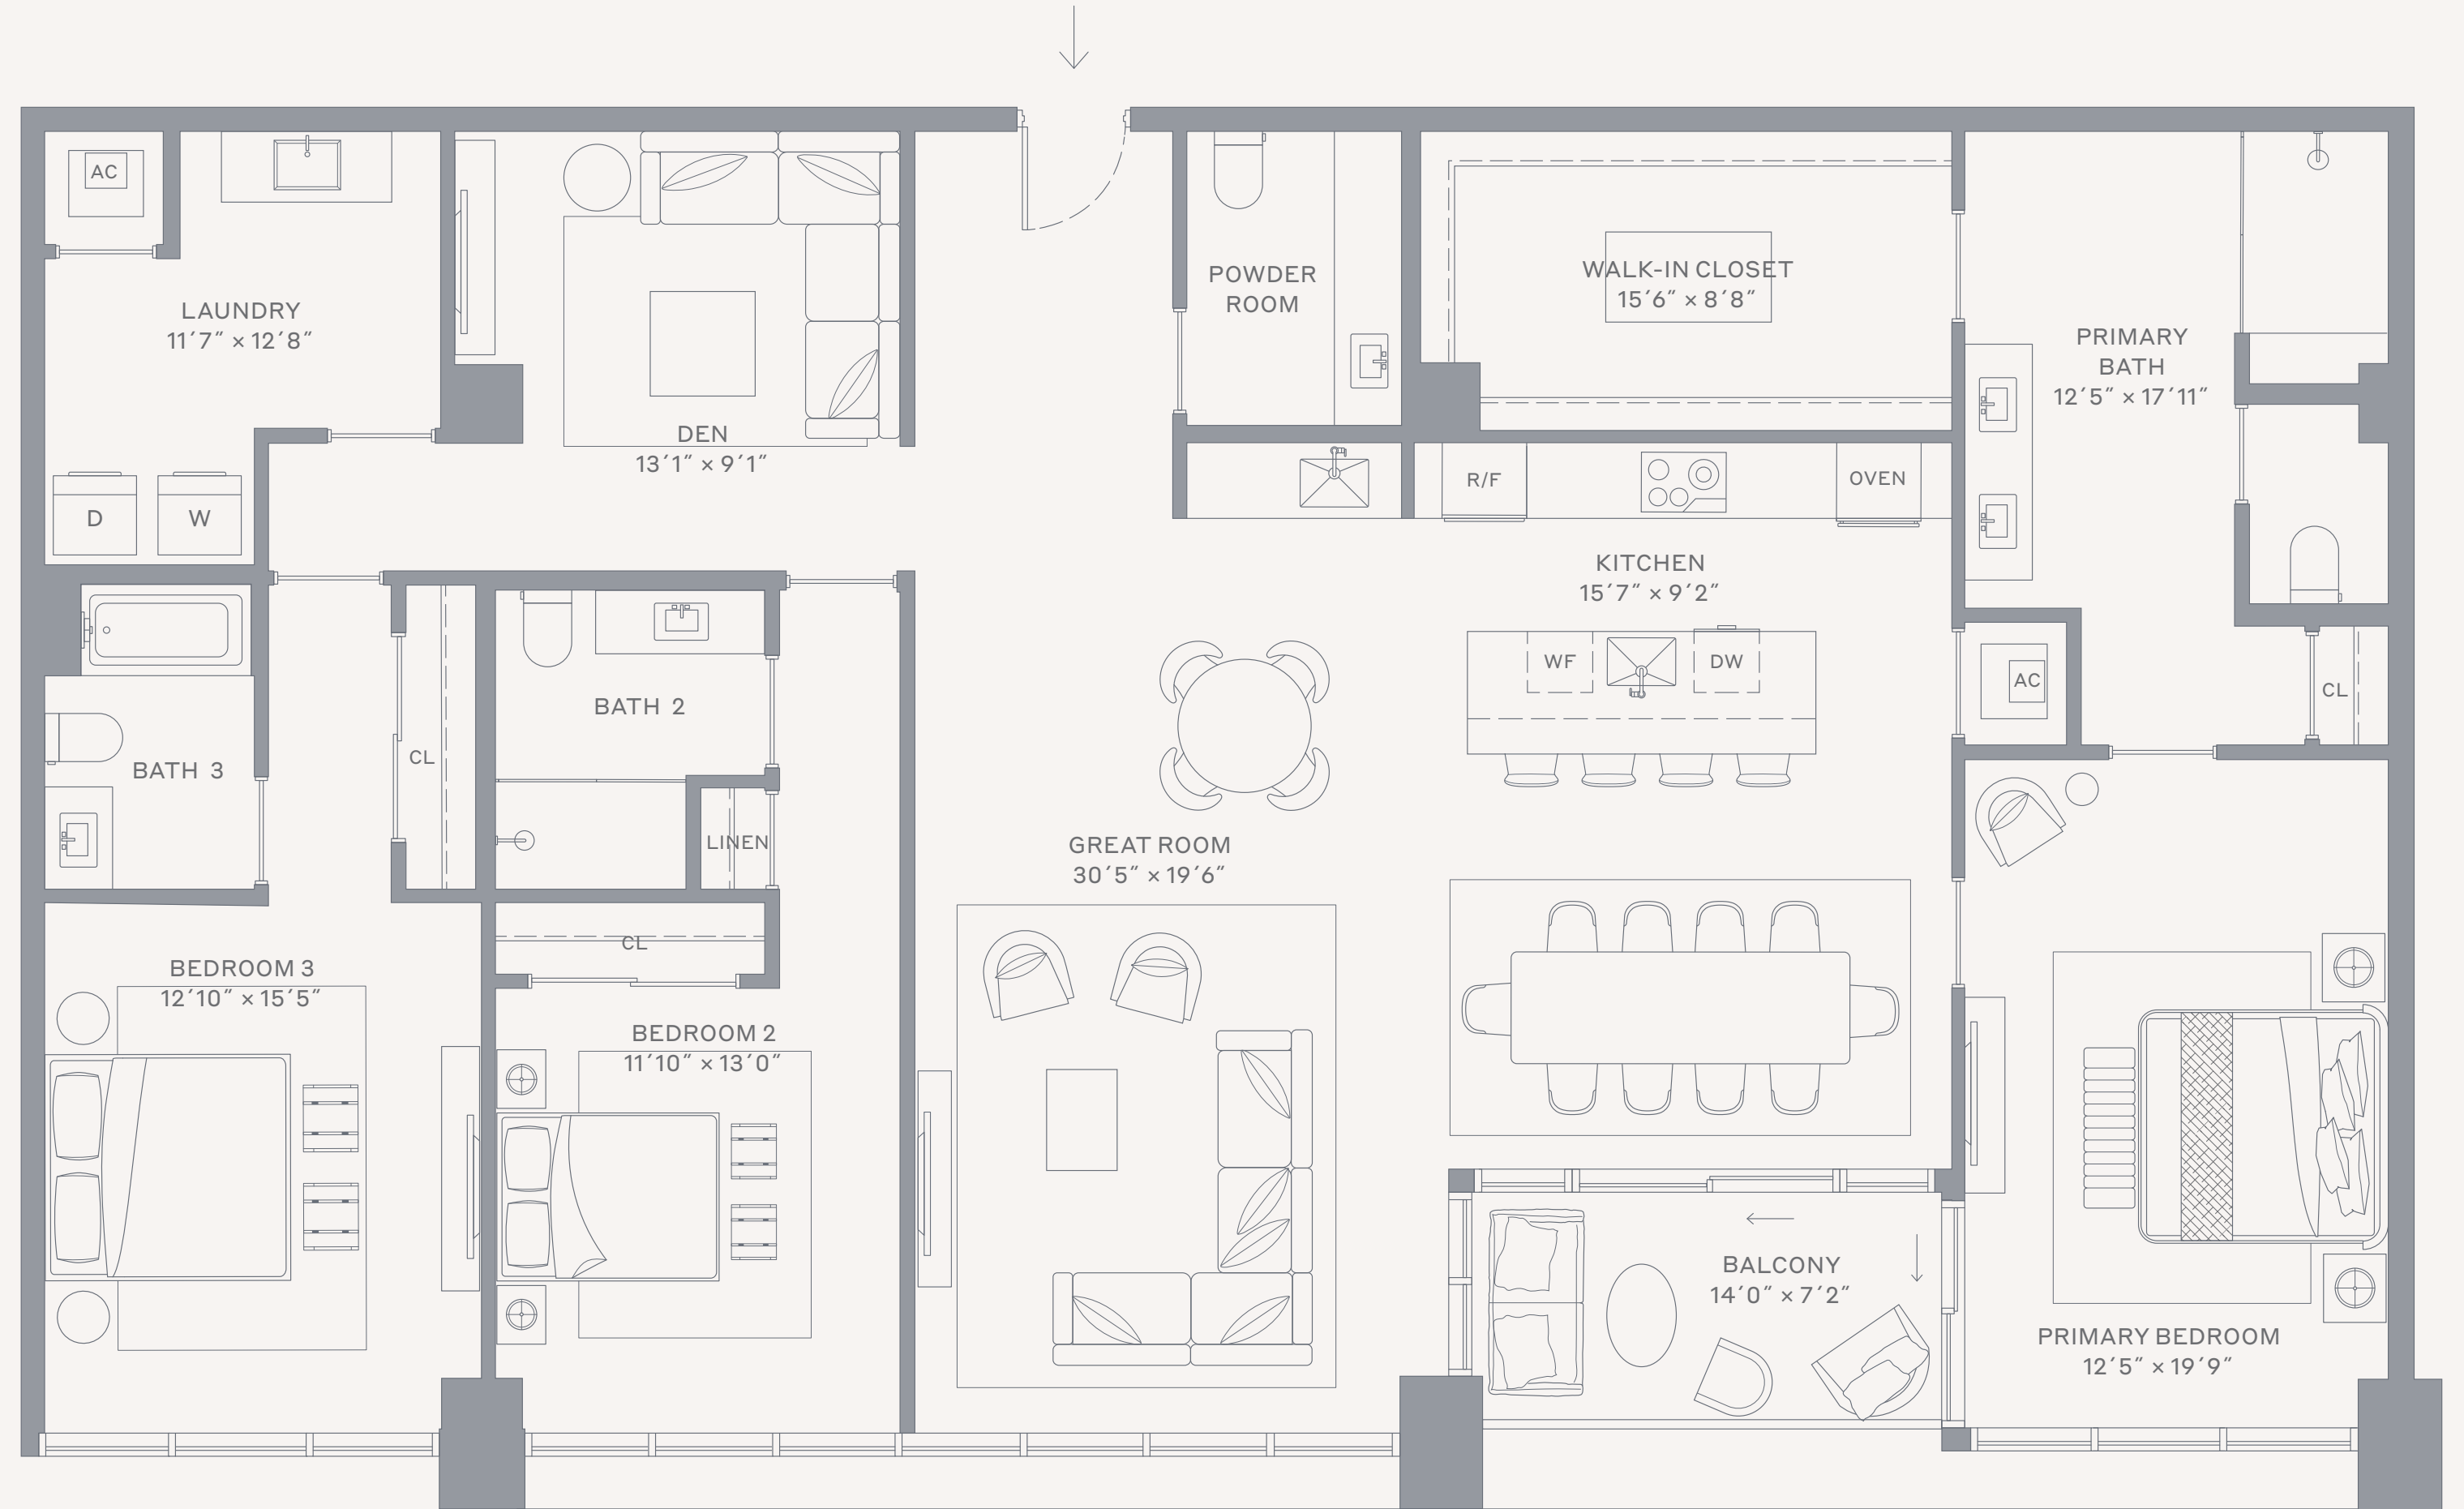 AC
LAUNDRY
11´7˝ × 12´8˝
D
W
DEN
13´1˝ × 9´1˝
POWDER
ROOM
WALK-IN CLOSET
15´6˝ × 8´8˝
PRIMARY
BATH
12´5˝ × 17´11˝
R/F
OVEN
KITCHEN
15´7˝ × 9´2˝
WF
DW
AC
CL
BATH 2
BATH 3
CL
LINEN
GREAT ROOM
30´5˝ × 19´6˝
CL
BEDROOM 3
12´10˝ × 15´5˝
BEDROOM 2
11´10˝ × 13´0˝
BALCONY
14´0˝ × 7´2˝
PRIMARY BEDROOM
12´5˝ × 19´9˝